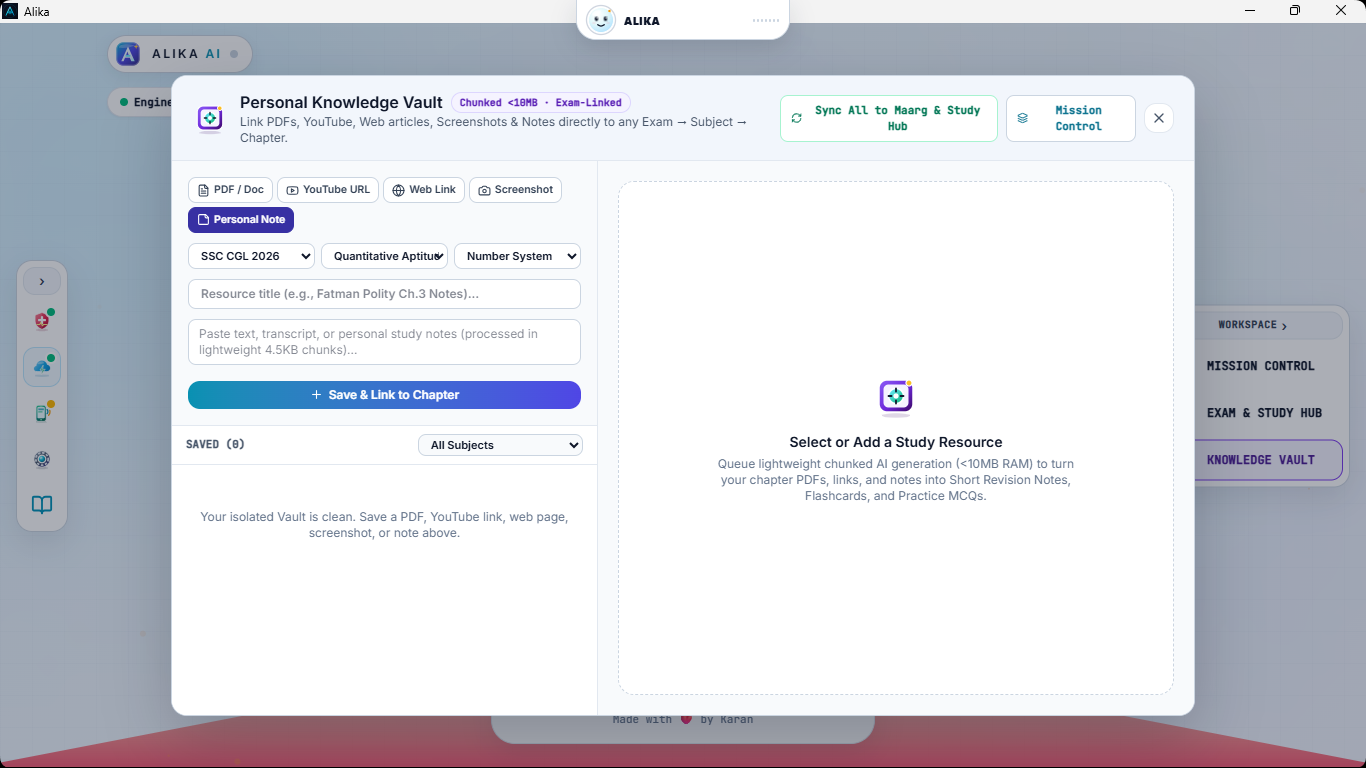 Alika
ALIKA
ALIKA AI
Engine
Personal Knowledge Vault
Chunked <10MB · Exam-Linked
Link PDFs, YouTube, Web articles, Screenshots & Notes directly to any Exam → Subject →
Chapter.
Sync All to Maarg & Study
Hub
Mission
Control
PDF / Doc
YouTube URL
Web Link
Screenshot
Personal Note
SSC CGL 2026
Quantitative Aptitu
Number System
Resource title (e.g., Fatman Polity Ch.3 Notes)...
Paste text, transcript, or personal study notes (processed in
lightweight 4.5KB chunks)...
+ Save & Link to Chapter
SAVED (0)
All Subjects
Your isolated Vault is clean. Save a PDF, YouTube link, web page,
screenshot, or note above.
Select or Add a Study Resource
Queue lightweight chunked AI generation (<10MB RAM) to turn
your chapter PDFs, links, and notes into Short Revision Notes,
Flashcards, and Practice MCQs.
WORKSPACE ›
MISSION CONTROL
EXAM & STUDY HUB
KNOWLEDGE VAULT
Made with ❤ by Karan